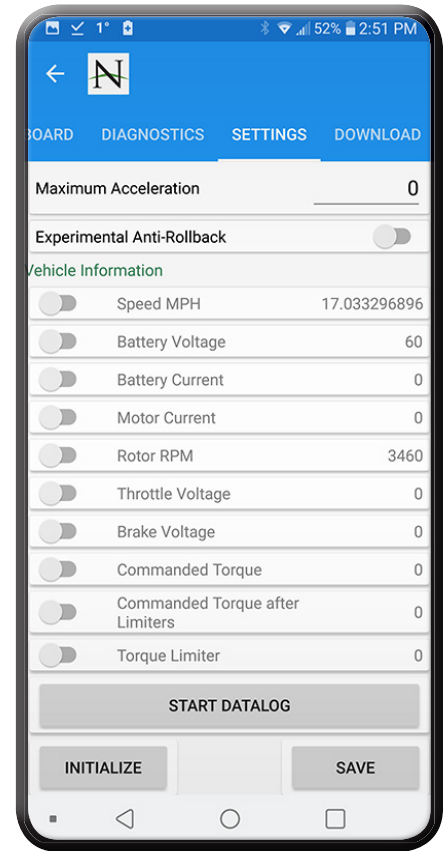 1° 52% 2:51 PM
N
BOARD DIAGNOSTICS SETTINGS DOWNLOAD
Maximum Acceleration 0
Experimental Anti-Rollback
Vehicle Information
Speed MPH 17.033296896
Battery Voltage 60
Battery Current 0
Motor Current 0
Rotor RPM 3460
Throttle Voltage 0
Brake Voltage 0
Commanded Torque 0
Commanded Torque after
Limiters 0
Torque Limiter 0
START DATALOG
INITIALIZE SAVE